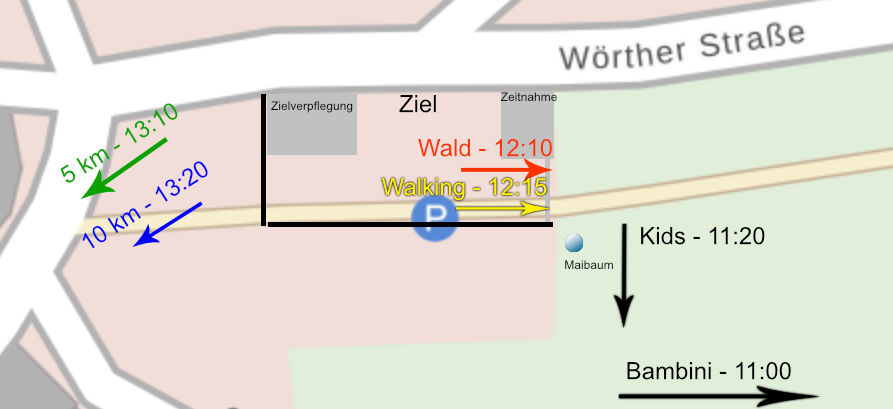 Wörther Straße
Zielverpflegung
Ziel
Zeitnahme
5 km - 13:10
Wald - 12:10
10 km - 13:20
Walking - 12:15
P
Maibaum
Kids - 11:20
Bambini - 11:00